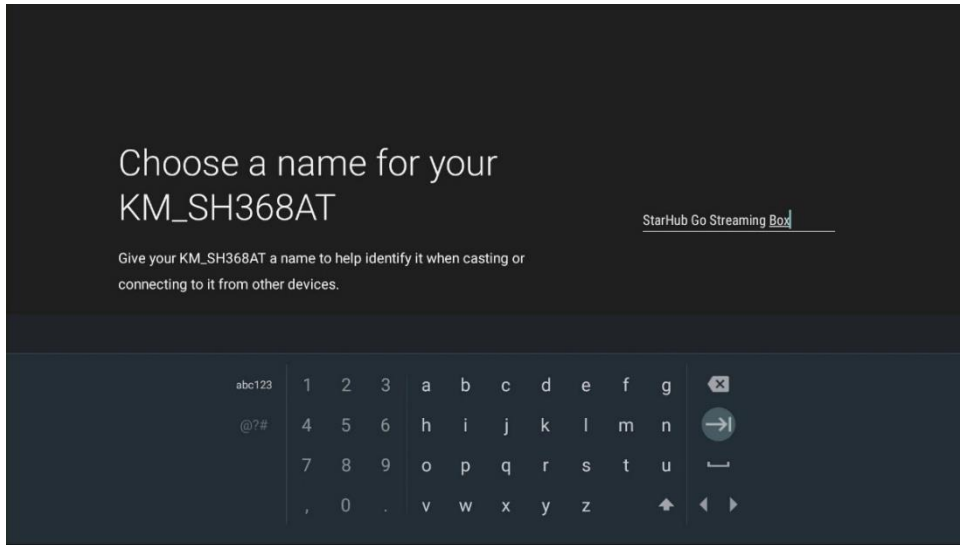 Choose a name for your
KM_SH368AT
StarHub Go Streaming Box
Give your KM_SH368AT a name to help identify it when casting or
connecting to it from other devices.
abc123 1 2 3 a b c d e f g
@?# 4 5 6 h i j k l m n
7 8 9 o p q r s t u
, 0 . v w x y z